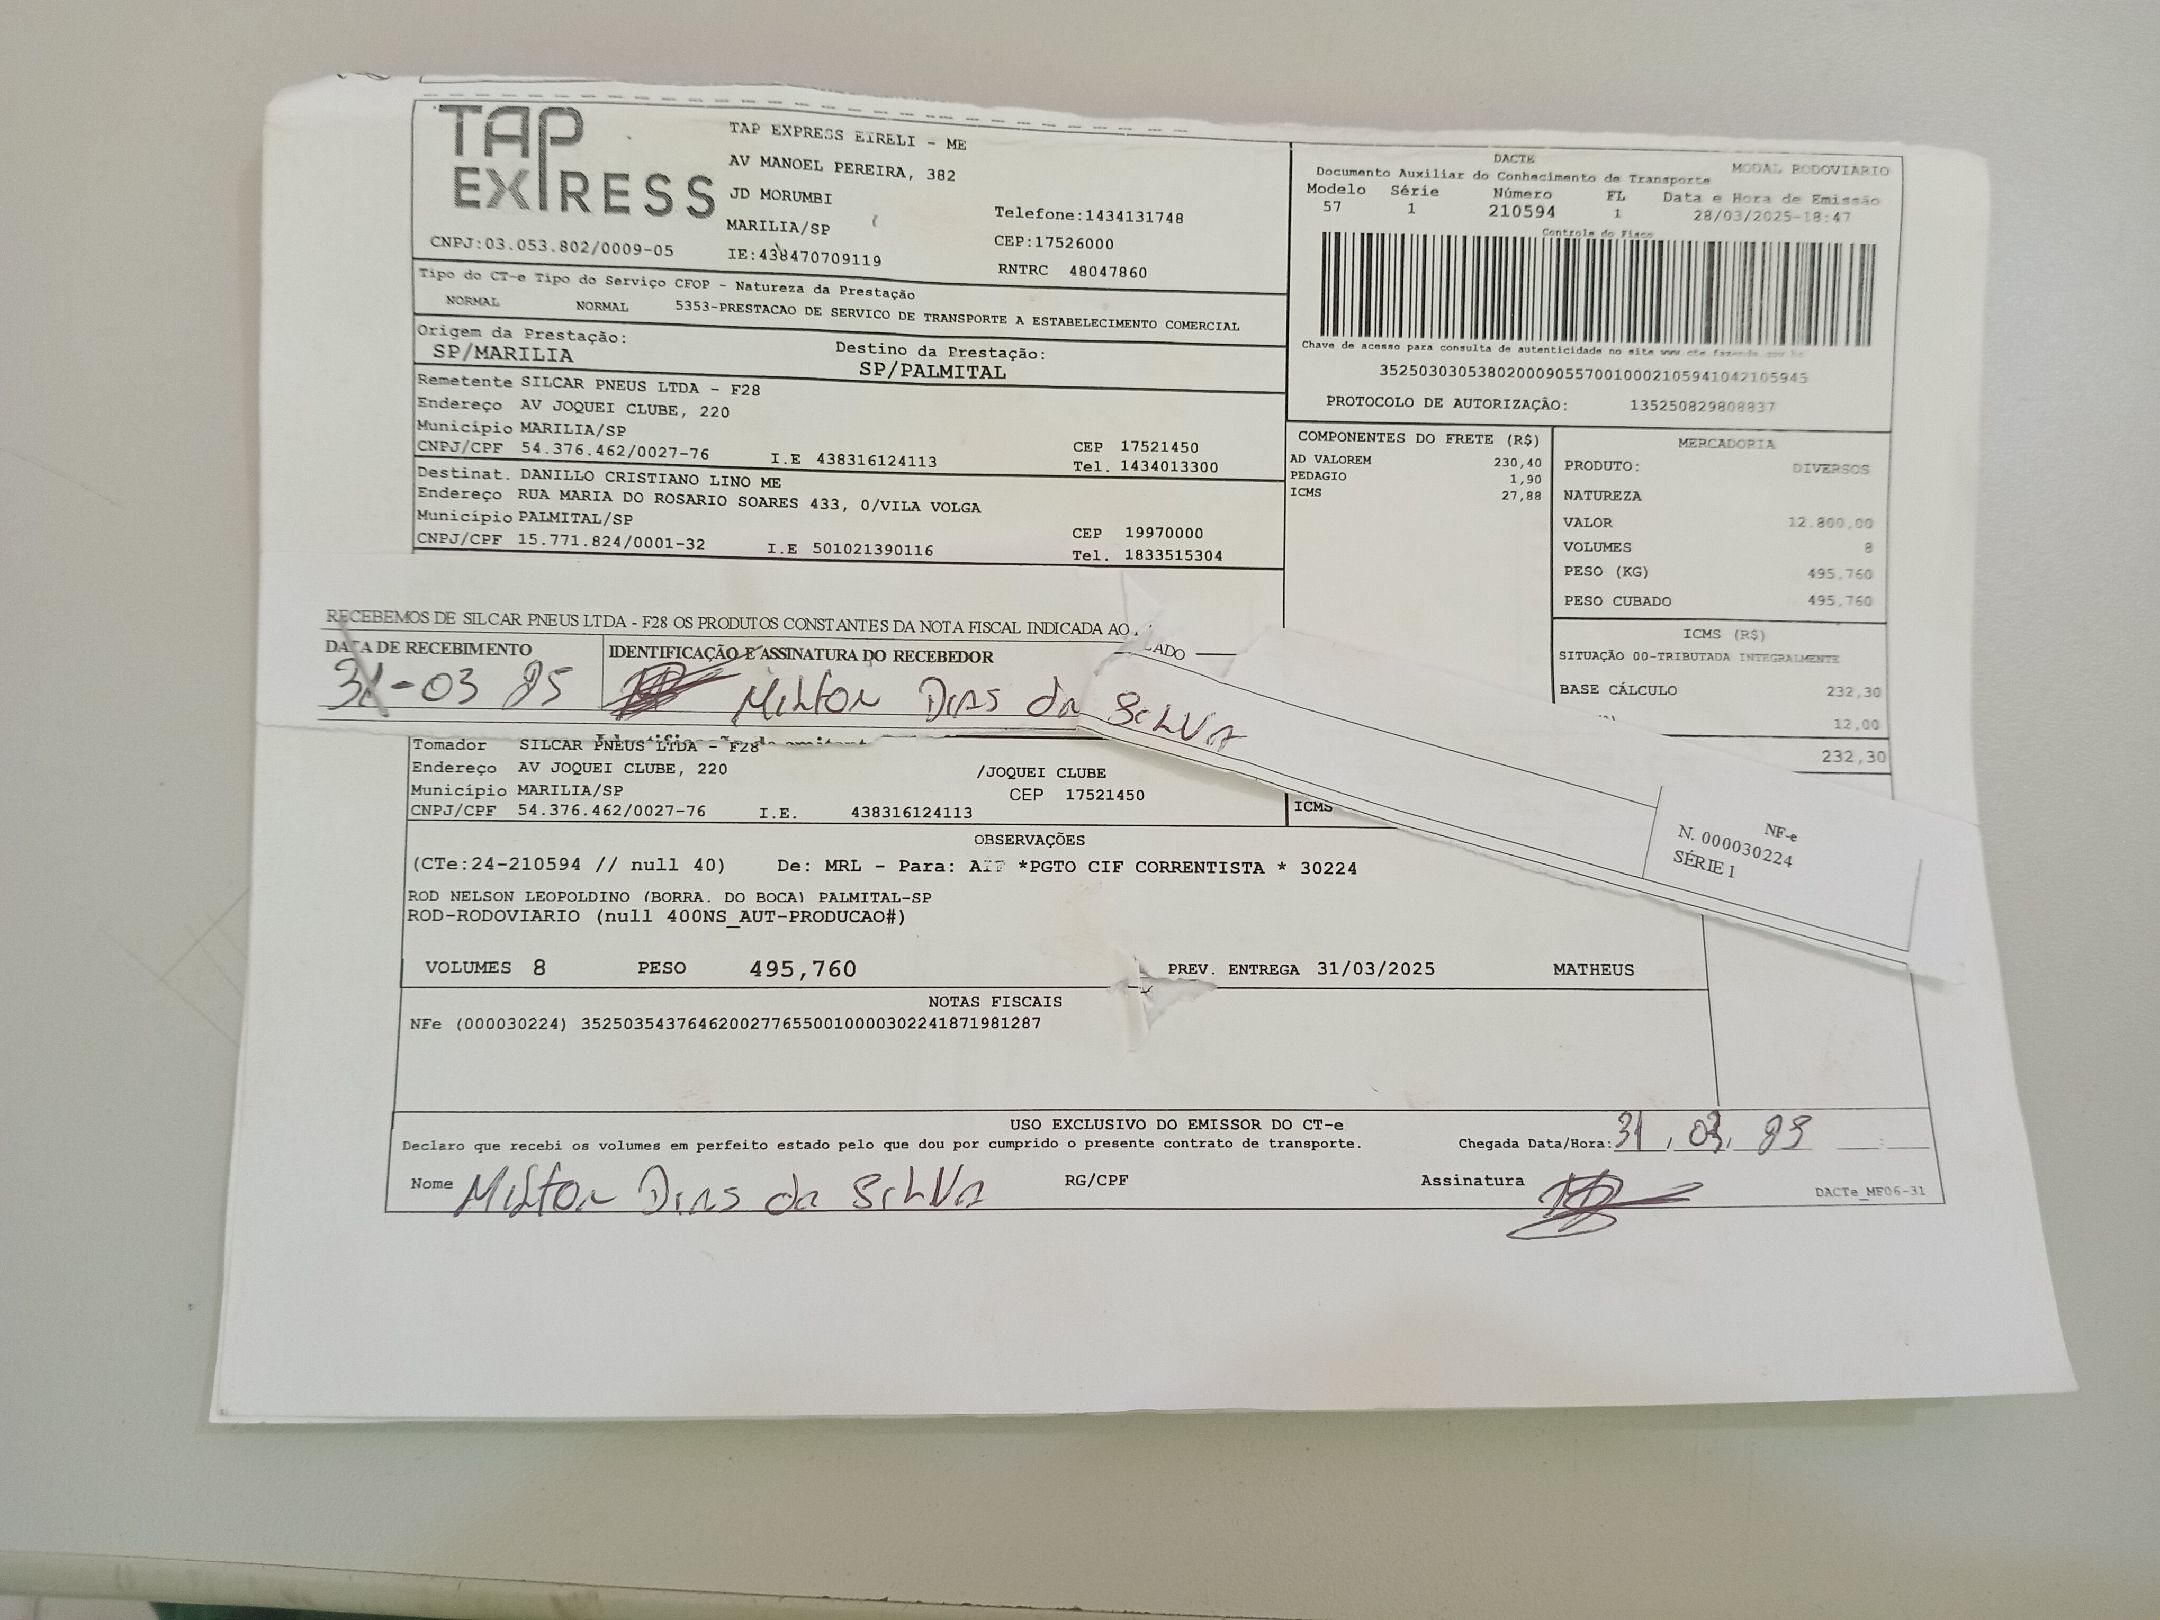 TAP EXPRESS
TAP EXPRESS EIRELI - ME
AV MANOEL PEREIRA, 382
JD MORUMBI
MARILIA/SP
Telefone:1434131748
CEP:17526000
CNPJ:03.053.802/0009-05
IE:438470709119
RNTRC 48047860
DACTE
MODAL RODOVIARIO
Documento Auxiliar do Conhecimento de Transporte
Modelo Série Número FL Data e Hora de Emissão
57 1 210594 1 28/03/2025-18:47
Controle do Fisco
Chave de acesso para consulta de autenticidade no site www.cte.fazenda.gov.br
35250303053802000905570010002105941042105945
PROTOCOLO DE AUTORIZAÇÃO: 135250829808837
Tipo do CT-e Tipo do Serviço CFOP - Natureza da Prestação
NORMAL NORMAL 5353-PRESTACAO DE SERVICO DE TRANSPORTE A ESTABELECIMENTO COMERCIAL
Origem da Prestação:
SP/MARILIA
Destino da Prestação:
SP/PALMITAL
Remetente SILCAR PNEUS LTDA - F28
Endereço AV JOQUEI CLUBE, 220
Município MARILIA/SP
CEP 17521450
CNPJ/CPF 54.376.462/0027-76 I.E 438316124113 Tel. 1434013300
Destinat. DANILLO CRISTIANO LINO ME
Endereço RUA MARIA DO ROSARIO SOARES 433, 0/VILA VOLGA
Município PALMITAL/SP
CEP 19970000
CNPJ/CPF 15.771.824/0001-32 I.E 501021390116 Tel. 1833515304
COMPONENTES DO FRETE (R$)
AD VALOREM 230,40
PEDAGIO 1,90
ICMS 27,88
MERCADORIA
PRODUTO: DIVERSOS
NATUREZA
VALOR 12.800,00
VOLUMES 8
PESO (KG) 495,760
PESO CUBADO 495,760
ICMS (R$)
SITUAÇÃO 00-TRIBUTADA INTEGRALMENTE
BASE CÁLCULO 232,30
12,00
232,30
RECEBEMOS DE SILCAR PNEUS LTDA - F28 OS PRODUTOS CONSTANTES DA NOTA FISCAL INDICADA AO
LADO
DATA DE RECEBIMENTO
IDENTIFICAÇÃO E ASSINATURA DO RECEBEDOR
31-03 25 Milton Dias da Silva
NF-e
N. 000030224
SÉRIE 1
Tomador SILCAR PNEUS LTDA - F28
Endereço AV JOQUEI CLUBE, 220 /JOQUEI CLUBE
Município MARILIA/SP CEP 17521450
CNPJ/CPF 54.376.462/0027-76 I.E. 438316124113
ICMS
OBSERVAÇÕES
(CTe:24-210594 // null 40) De: MRL - Para: *PGTO CIF CORRENTISTA * 30224
ROD NELSON LEOPOLDINO (BORRA. DO BOCA) PALMITAL-SP
ROD-RODOVIARIO (null 400NS_AUT-PRODUCAO#)
VOLUMES 8 PESO 495,760 PREV. ENTREGA 31/03/2025 MATHEUS
NOTAS FISCAIS
NFe (000030224) 35250354376462002776550010000302241871981287
USO EXCLUSIVO DO EMISSOR DO CT-e
Declaro que recebi os volumes em perfeito estado pelo que dou por cumprido o presente contrato de transporte.
Chegada Data/Hora: 31 / 03 / 25
Nome Milton Dias da Silva RG/CPF Assinatura
DACTe_MF06-31